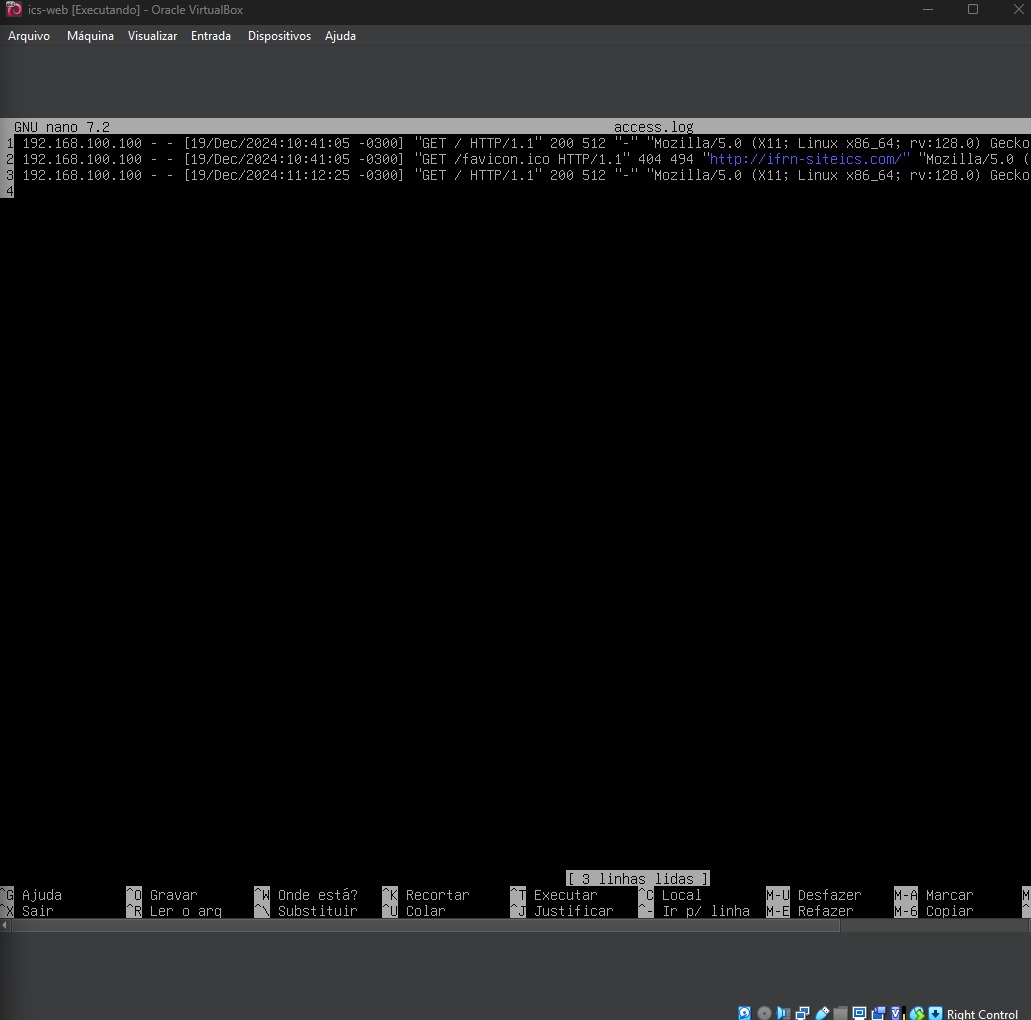 ics-web [Executando] - Oracle VirtualBox
Arquivo Máquina Visualizar Entrada Dispositivos Ajuda
GNU nano 7.2 access.log
1 192.168.100.100 - - [19/Dec/2024:10:41:05 -0300] "GET / HTTP/1.1" 200 512 "-" "Mozilla/5.0 (X11; Linux x86_64; rv:128.0) Gecko
2 192.168.100.100 - - [19/Dec/2024:10:41:05 -0300] "GET /favicon.ico HTTP/1.1" 404 494 "http://ifrn-siteics.com/" "Mozilla/5.0 (
3 192.168.100.100 - - [19/Dec/2024:11:12:25 -0300] "GET / HTTP/1.1" 200 512 "-" "Mozilla/5.0 (X11; Linux x86_64; rv:128.0) Gecko
4
[ 3 linhas lidas ]
^G Ajuda ^O Gravar ^W Onde está? ^K Recortar ^T Executar ^C Local M-U Desfazer M-A Marcar M
^X Sair ^R Ler o arq ^\ Substituir ^U Colar ^J Justificar ^- Ir p/ linha M-E Refazer M-6 Copiar ^
Right Control